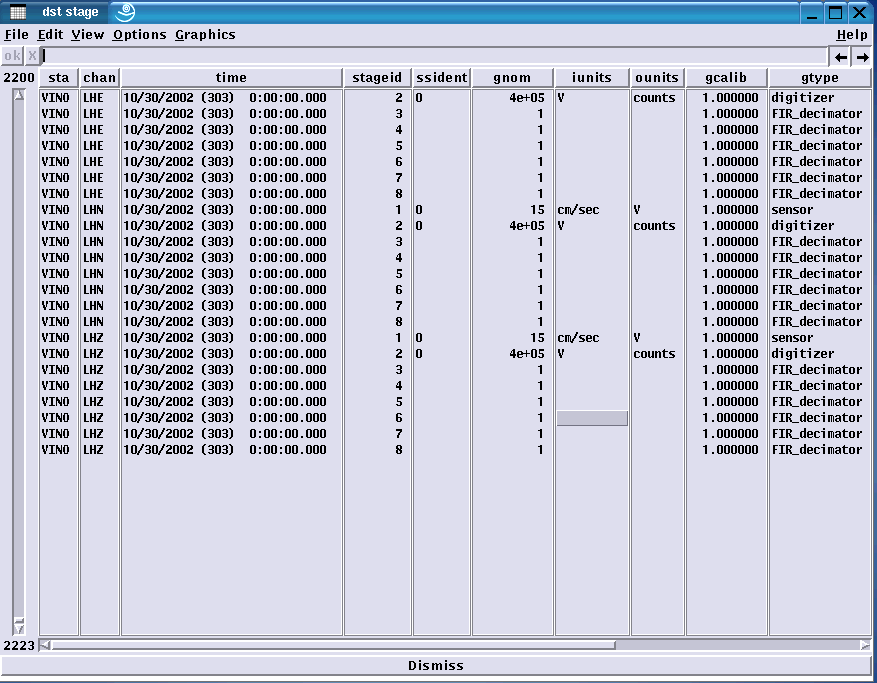 dst stage
File Edit View Options Graphics Help
ok X
2200 sta chan time stageid ssident gnom iunits ounits gcalib gtype
VINO LHE 10/30/2002 (303) 0:00:00.000 2 0 4e+05 V counts 1.000000 digitizer
VINO LHE 10/30/2002 (303) 0:00:00.000 3 1 1.000000 FIR_decimator
VINO LHE 10/30/2002 (303) 0:00:00.000 4 1 1.000000 FIR_decimator
VINO LHE 10/30/2002 (303) 0:00:00.000 5 1 1.000000 FIR_decimator
VINO LHE 10/30/2002 (303) 0:00:00.000 6 1 1.000000 FIR_decimator
VINO LHE 10/30/2002 (303) 0:00:00.000 7 1 1.000000 FIR_decimator
VINO LHE 10/30/2002 (303) 0:00:00.000 8 1 1.000000 FIR_decimator
VINO LHN 10/30/2002 (303) 0:00:00.000 1 0 15 cm/sec V 1.000000 sensor
VINO LHN 10/30/2002 (303) 0:00:00.000 2 0 4e+05 V counts 1.000000 digitizer
VINO LHN 10/30/2002 (303) 0:00:00.000 3 1 1.000000 FIR_decimator
VINO LHN 10/30/2002 (303) 0:00:00.000 4 1 1.000000 FIR_decimator
VINO LHN 10/30/2002 (303) 0:00:00.000 5 1 1.000000 FIR_decimator
VINO LHN 10/30/2002 (303) 0:00:00.000 6 1 1.000000 FIR_decimator
VINO LHN 10/30/2002 (303) 0:00:00.000 7 1 1.000000 FIR_decimator
VINO LHN 10/30/2002 (303) 0:00:00.000 8 1 1.000000 FIR_decimator
VINO LHZ 10/30/2002 (303) 0:00:00.000 1 0 15 cm/sec V 1.000000 sensor
VINO LHZ 10/30/2002 (303) 0:00:00.000 2 0 4e+05 V counts 1.000000 digitizer
VINO LHZ 10/30/2002 (303) 0:00:00.000 3 1 1.000000 FIR_decimator
VINO LHZ 10/30/2002 (303) 0:00:00.000 4 1 1.000000 FIR_decimator
VINO LHZ 10/30/2002 (303) 0:00:00.000 5 1 1.000000 FIR_decimator
VINO LHZ 10/30/2002 (303) 0:00:00.000 6 1 1.000000 FIR_decimator
VINO LHZ 10/30/2002 (303) 0:00:00.000 7 1 1.000000 FIR_decimator
VINO LHZ 10/30/2002 (303) 0:00:00.000 8 1 1.000000 FIR_decimator
2223
Dismiss